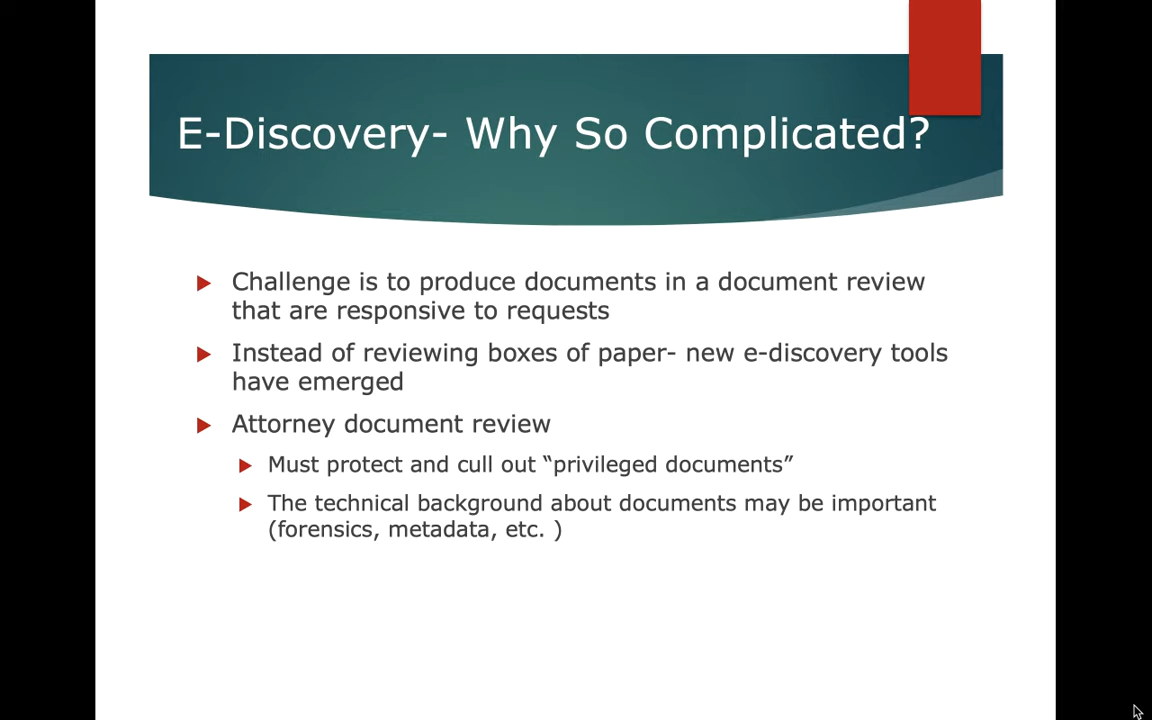 E-Discovery- Why So Complicated?
Challenge is to produce documents in a document review
that are responsive to requests
Instead of reviewing boxes of paper- new e-discovery tools
have emerged
Attorney document review
Must protect and cull out “privileged documents”
The technical background about documents may be important
(forensics, metadata, etc. )